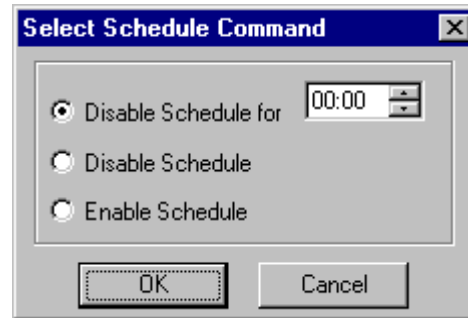 Select Schedule Command
Disable Schedule for 00:00
Disable Schedule
Enable Schedule
OK Cancel